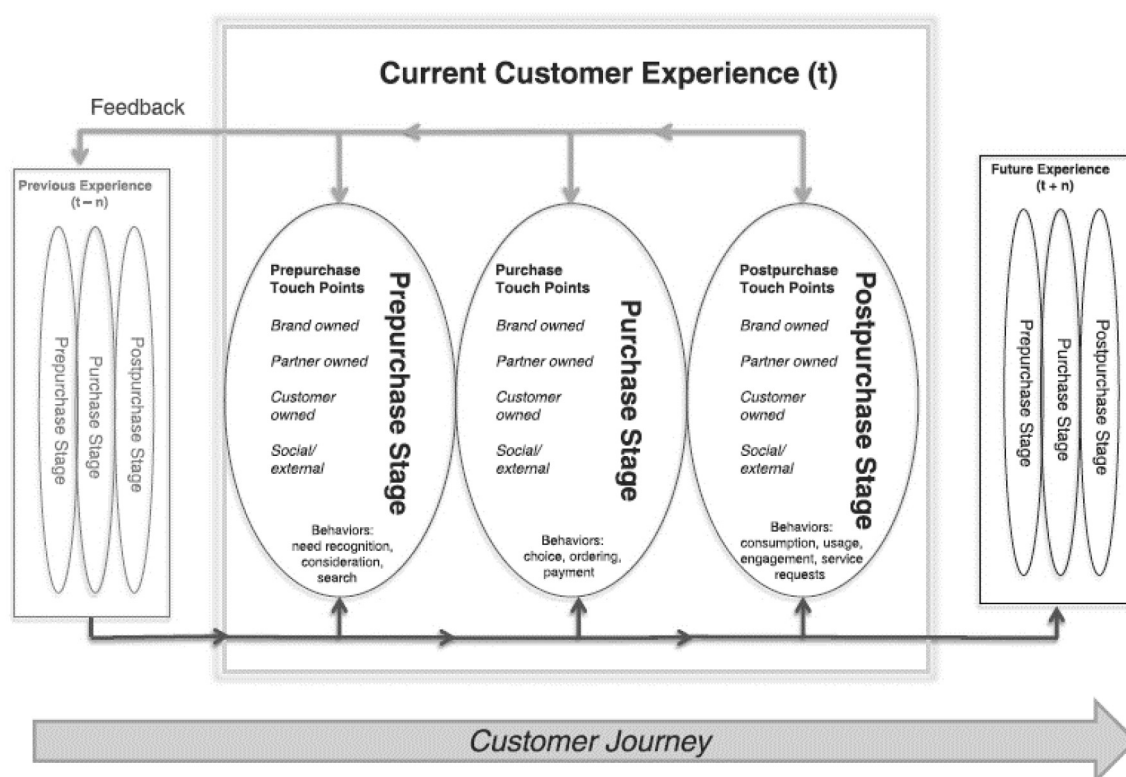 Current Customer Experience (t)
Feedback
Previous Experience
(t – n)
Prepurchase Stage
Purchase Stage
Postpurchase Stage
Prepurchase
Touch Points
Brand owned
Partner owned
Customer
owned
Social/
external
Prepurchase Stage
Behaviors:
need recognition,
consideration,
search
Purchase
Touch Points
Brand owned
Partner owned
Customer
owned
Social/
external
Purchase Stage
Behaviors:
choice, ordering,
payment
Postpurchase
Touch Points
Brand owned
Partner owned
Customer
owned
Social/
external
Postpurchase Stage
Behaviors:
consumption, usage,
engagement, service
requests
Future Experience
(t + n)
Prepurchase Stage
Purchase Stage
Postpurchase Stage
Customer Journey